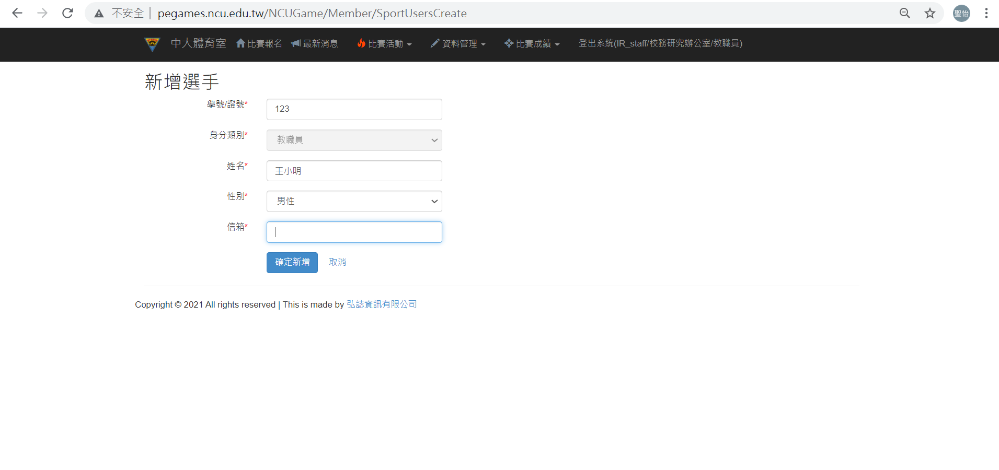 不安全 | pegames.ncu.edu.tw/NCUGame/Member/SportUsersCreate
聖怡
中大體育室 比賽報名 最新消息 比賽活動 資料管理 比賽成績 登出系統(IR_staff/校務研究辦公室/教職員)
新增選手
學號/證號* 123
身分類別* 教職員
姓名* 王小明
性別* 男性
信箱*
確定新增 取消
Copyright © 2021 All rights reserved | This is made by 弘誌資訊有限公司